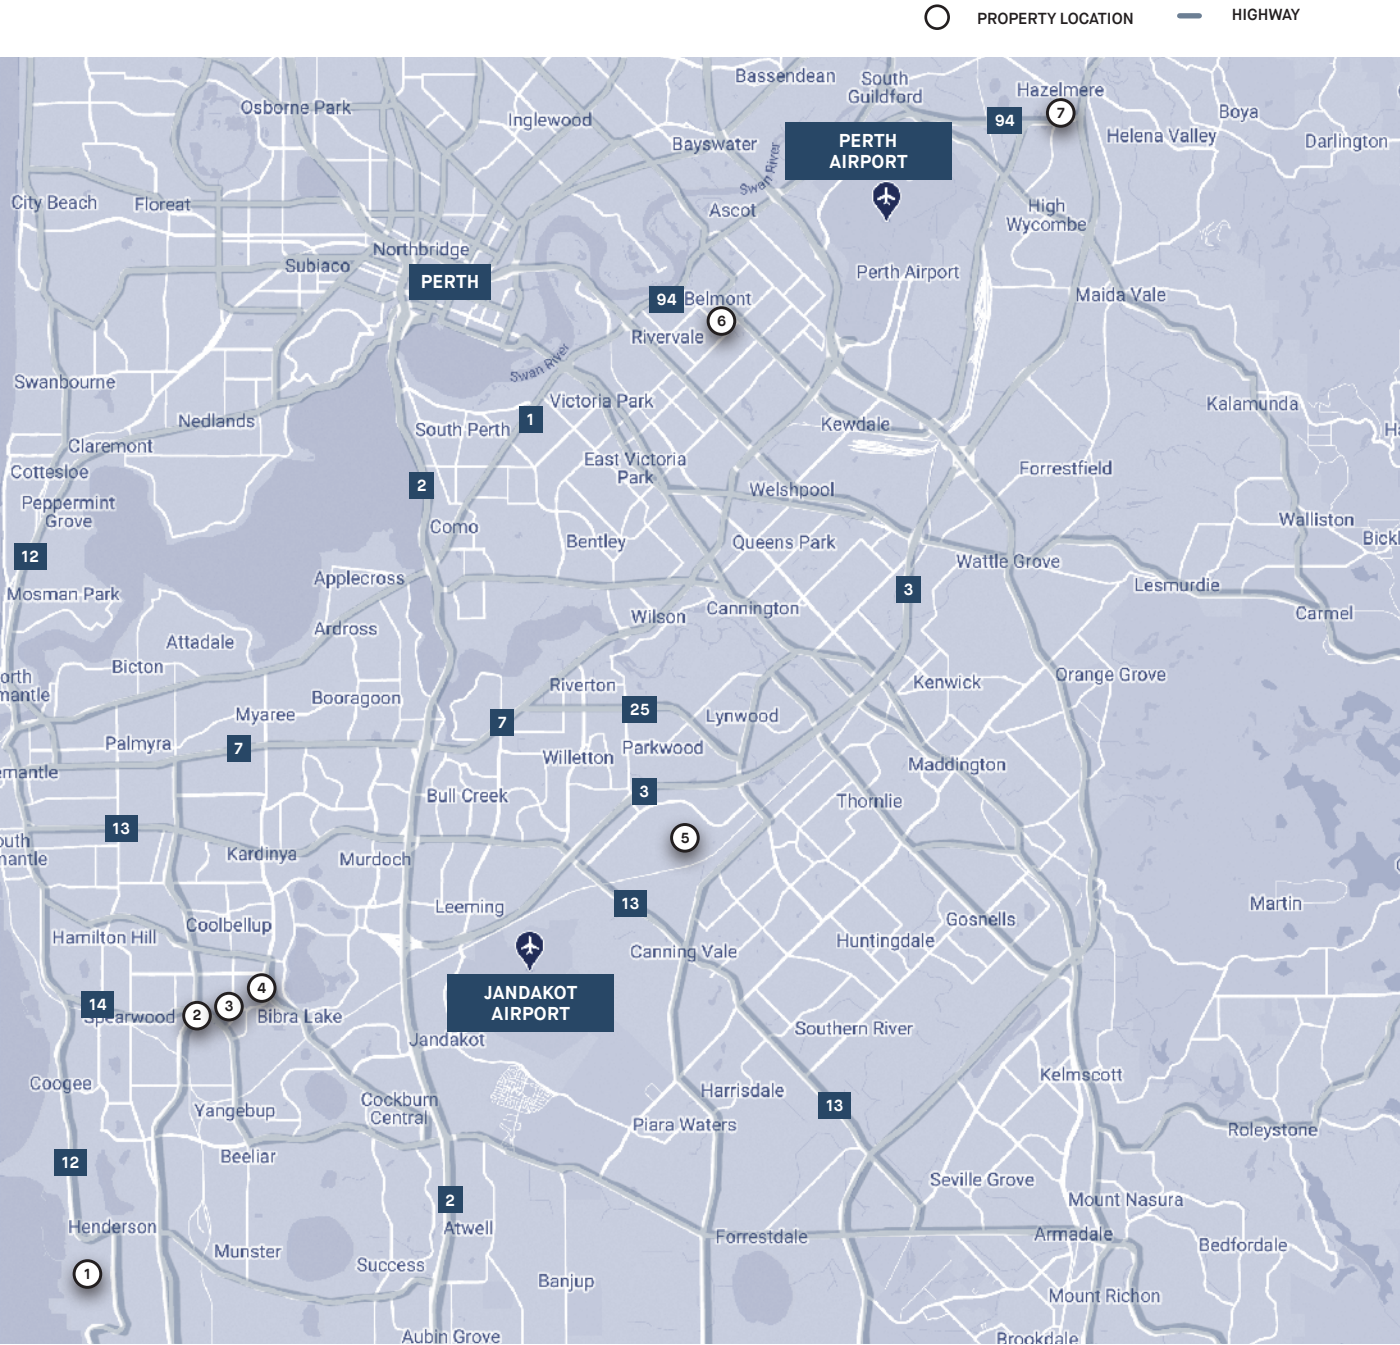 PROPERTY LOCATION
HIGHWAY
Bassendean
South
Guildford
Hazelmere
Osborne Park
Inglewood
94
7
Boya
Helena Valley
Darlington
Bayswater
PERTH
AIRPORT
Swan River
City Beach
Floreat
Ascot
High
Wycombe
Northbridge
Subiaco
PERTH
Perth Airport
94
Belmont
Maida Vale
6
Rivervale
Swan River
Swanbourne
Victoria Park
Kalamunda
Nedlands
South Perth
1
Kewdale
Claremont
Cottesloe
East Victoria
Park
Forrestfield
2
Welshpool
Peppermint
Grove
Como
Walliston
Bentley
Queens Park
12
Wattle Grove
Applecross
3
Lesmurdie
Mosman Park
Wilson
Cannington
Carmel
Ardross
Attadale
Bicton
orth
mantle
Riverton
Kenwick
Orange Grove
Booragoon
25
Myaree
7
Lynwood
Palmyra
7
Willetton
Parkwood
emantle
Maddington
3
Bull Creek
Thornlie
13
5
outh
mantle
Kardinya
Murdoch
Leeming
13
Martin
Coolbellup
Gosnells
Hamilton Hill
Huntingdale
Canning Vale
4
JANDAKOT
AIRPORT
14
3
2
Spearwood
Bibra Lake
Southern River
Jandakot
Coogee
Kelmscott
Harrisdale
Cockburn
Central
Yangebup
13
Piara Waters
Roleystone
Beeliar
12
Seville Grove
2
Mount Nasura
Henderson
Atwell
Forrestdale
Armadale
Bedfordale
Munster
Success
1
Banjup
Mount Richon
Aubin Grove
Brookdale